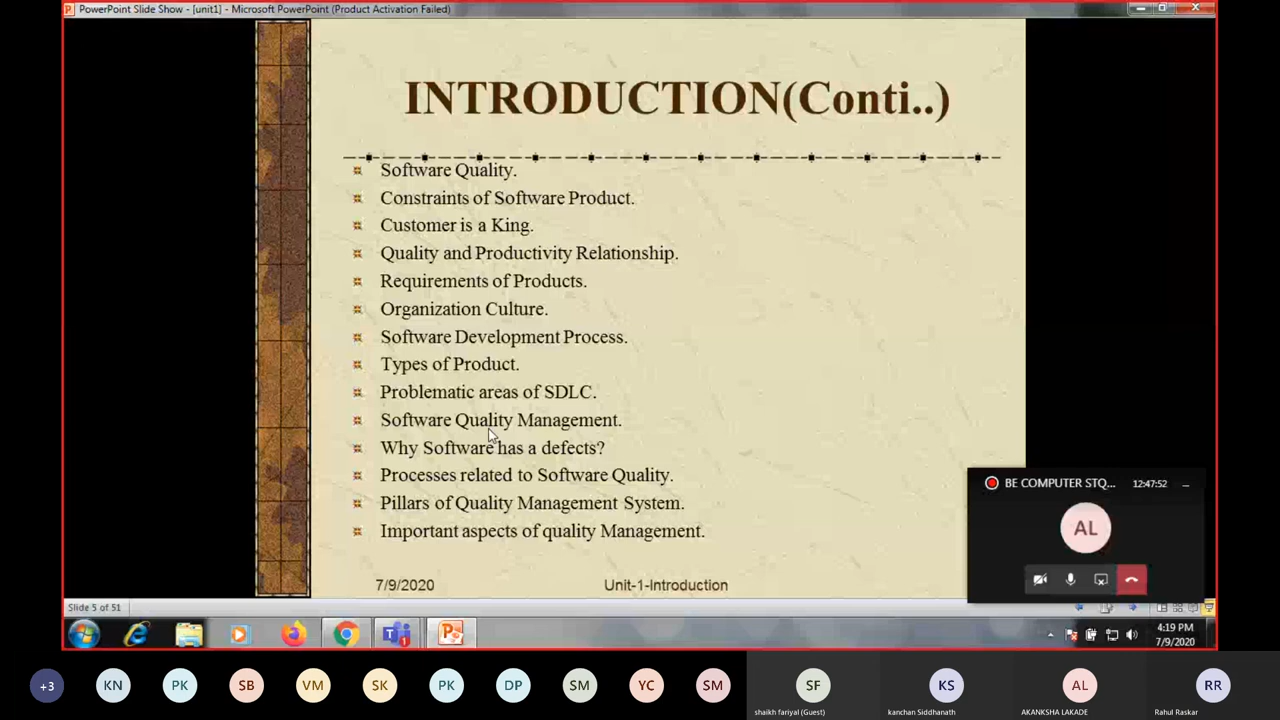 PowerPoint Slide Show - [unit1] - Microsoft PowerPoint (Product Activation Failed)
INTRODUCTION(Conti..)
Software Quality.
Constraints of Software Product.
Customer is a King.
Quality and Productivity Relationship.
Requirements of Products.
Organization Culture.
Software Development Process.
Types of Product.
Problematic areas of SDLC.
Software Quality Management.
Why Software has a defects?
Processes related to Software Quality.
Pillars of Quality Management System.
Important aspects of quality Management.
7/9/2020
Unit-1-Introduction
BE COMPUTER STQ...
12:47:52
AL
Slide 5 of 51
4:19 PM
7/9/2020
+3
KN
PK
SB
VM
SK
PK
DP
SM
YC
SM
SF
shaikh fariyal (Guest)
KS
kanchan Siddhanath
AL
AKANKSHA LAKADE
RR
Rahul Raskar